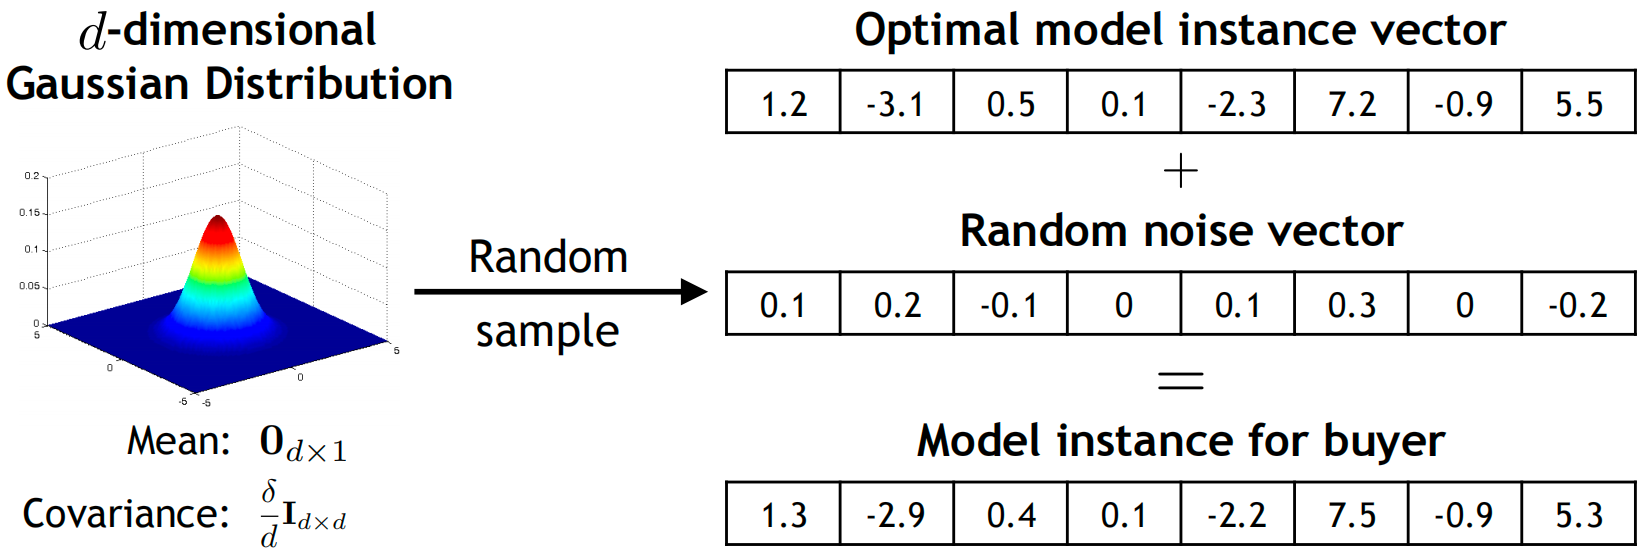 d-dimensional
Gaussian Distribution
0.2
0.15
0.1
0.05
0
5
0
-5
-5
0
5
Mean: 0_{d×1}
Covariance: \frac{δ}{d} I_{d×d}
Random
sample
Optimal model instance vector
1.2 -3.1 0.5 0.1 -2.3 7.2 -0.9 5.5
+
Random noise vector
0.1 0.2 -0.1 0 0.1 0.3 0 -0.2
=
Model instance for buyer
1.3 -2.9 0.4 0.1 -2.2 7.5 -0.9 5.3